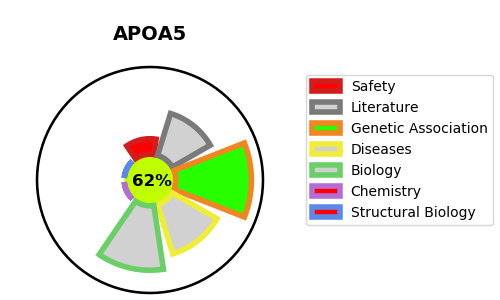 APOA5
62%
Safety
Literature
Genetic Association
Diseases
Biology
Chemistry
Structural Biology